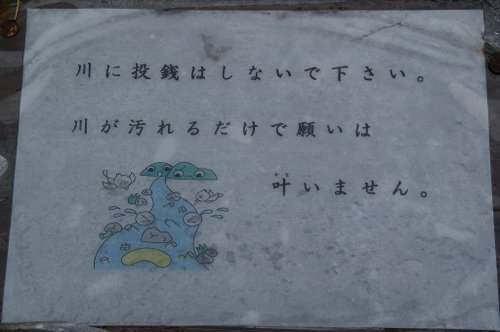 川に投銭はしないで下さい。
川が汚れるだけで願いは
叶いません。